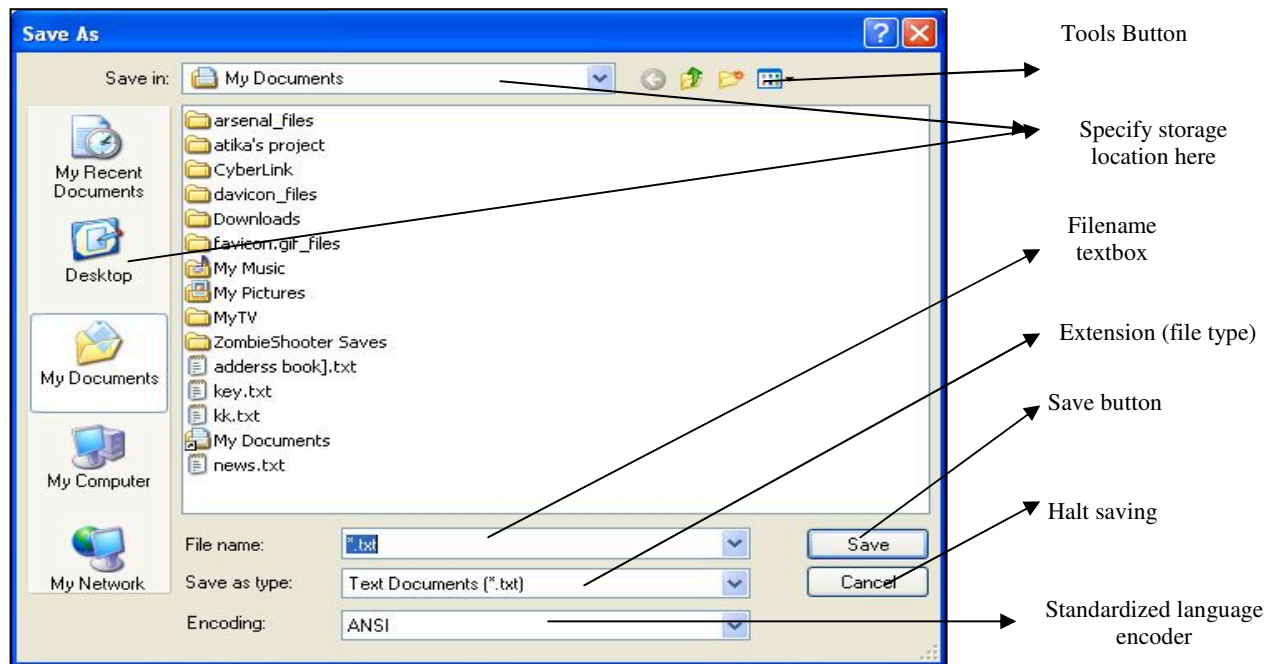 Save As
Save in:
My Documents
My Recent
Documents
Desktop
My Documents
My Computer
My Network
arsenal_files
atika's project
CyberLink
davicon_files
Downloads
favicon.gif_files
My Music
My Pictures
MyTV
ZombieShooter Saves
adderss book].txt
key.txt
kk.txt
My Documents
news.txt
File name:
*.txt
Save
Save as type:
Text Documents (*.txt)
Cancel
Encoding:
ANSI
Tools Button
Specify storage
location here
Filename
textbox
Extension (file type)
Save button
Halt saving
Standardized language
encoder